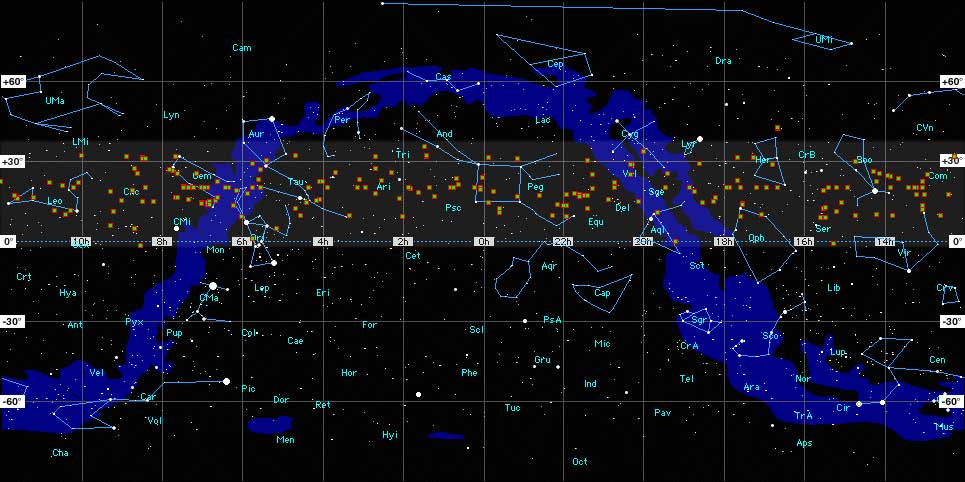 UMi
Cam
Dra
Cep
+60°
Cas
+60°
UMa
Lyn
Lac
Per
And
Cyg
CVn
Aur
LMi
Lyr
Tri
CrB
Her
Boo
+30°
+30°
Gem
Vul
Com
Tau
Ari
Peg
Cnc
Sge
Leo
Psc
Del
CMi
Equ
Ser
Aql
Ori
Oph
0°
10h
8h
6h
4h
2h
0h
22h
20h
18h
16h
14h
0°
Mon
Cet
Vir
Aqr
Sct
Crt
Lep
Lib
Hya
Eri
Cap
CMa
-30°
Pyx
PsA
Sgr
-30°
Ant
For
Scl
Pup
Col
Sco
Cae
Mic
CrA
Lup
Gru
Cen
Vel
Hor
Phe
Tel
Nor
Ind
Pic
Ara
-60°
Car
Dor
Ret
Tuc
Cir
-60°
Pav
TrA
Vol
Mus
Men
Hyi
Aps
Cha
Oct